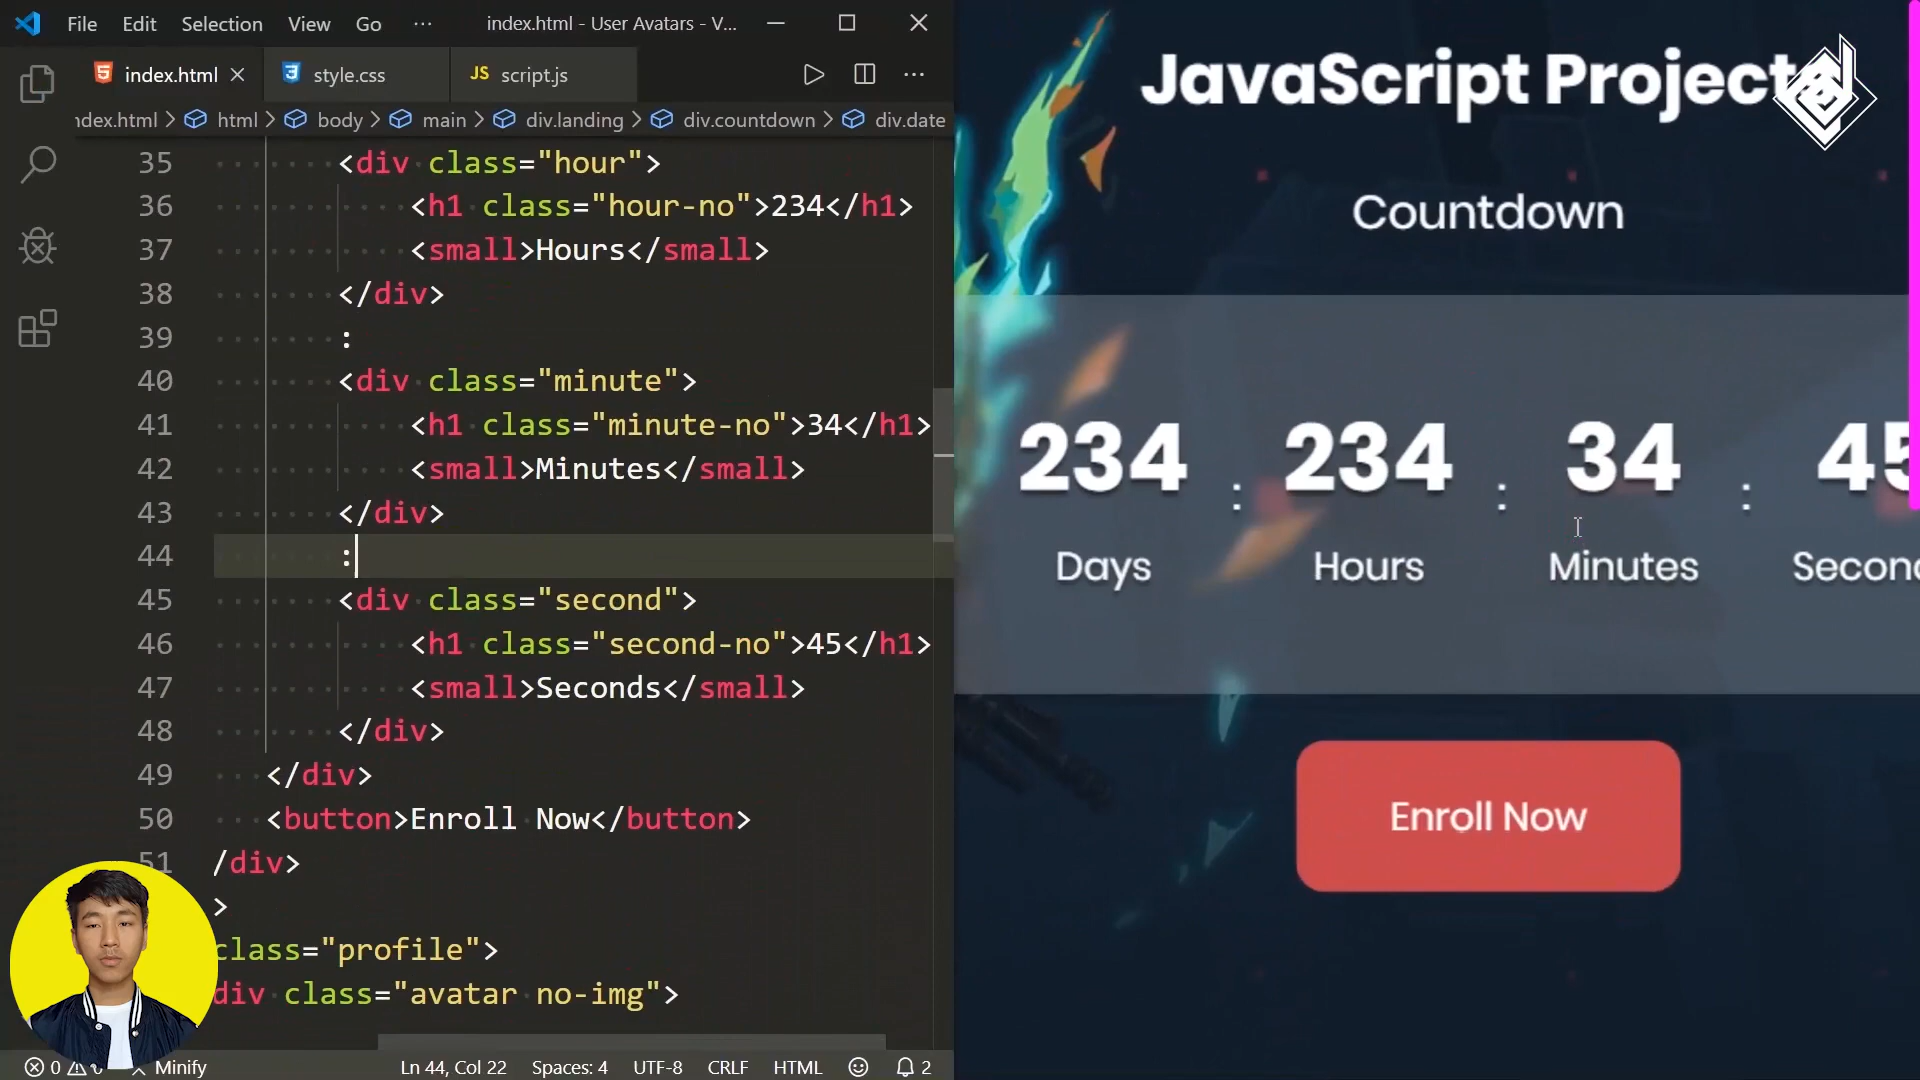 File Edit Selection View Go ··· index.html - User Avatars - V...
index.html style.css JS script.js
ndex.html > html > body > main > div.landing > div.countdown > div.date
35 <div class="hour">
36 <h1 class="hour-no">234</h1>
37 <small>Hours</small>
38 </div>
39 :
40 <div class="minute">
41 <h1 class="minute-no">34</h1>
42 <small>Minutes</small>
43 </div>
44 :
45 <div class="second">
46 <h1 class="second-no">45</h1>
47 <small>Seconds</small>
48 </div>
49 </div>
50 <button>Enroll Now</button>
51 /div>
>
class="profile">
div class="avatar no-img">
0 Minify Ln 44, Col 22 Spaces: 4 UTF-8 CRLF HTML 2
JavaScript Projects
Countdown
234 : 234 : 34 : 45
Days Hours Minutes Secon
Enroll Now